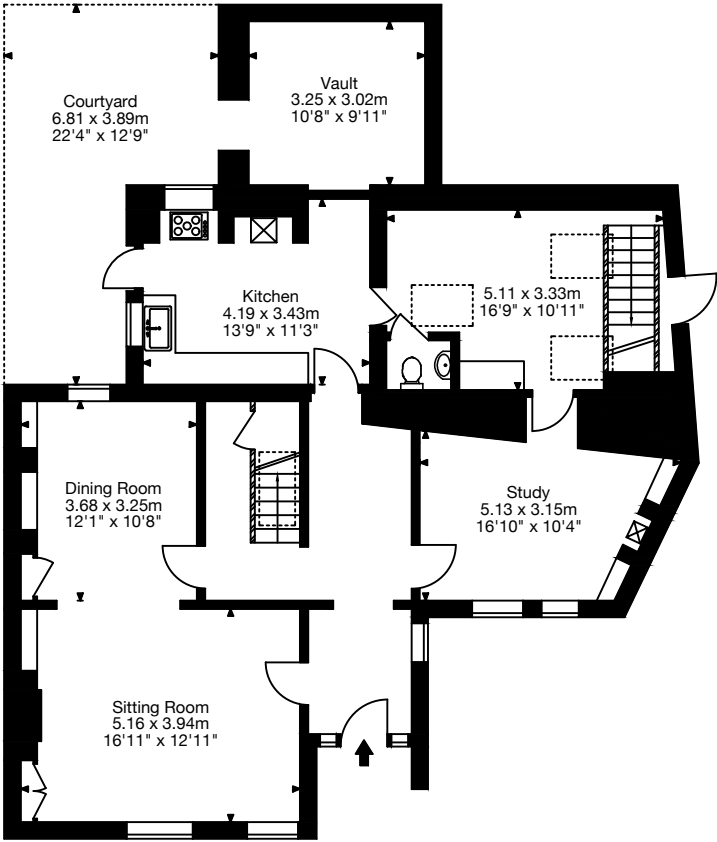 Vault
3.25 x 3.02m
10'8" x 9'11"
Courtyard
6.81 x 3.89m
22'4" x 12'9"
Kitchen
4.19 x 3.43m
13'9" x 11'3"
5.11 x 3.33m
16'9" x 10'11"
Dining Room
3.68 x 3.25m
12'1" x 10'8"
Study
5.13 x 3.15m
16'10" x 10'4"
Sitting Room
5.16 x 3.94m
16'11" x 12'11"